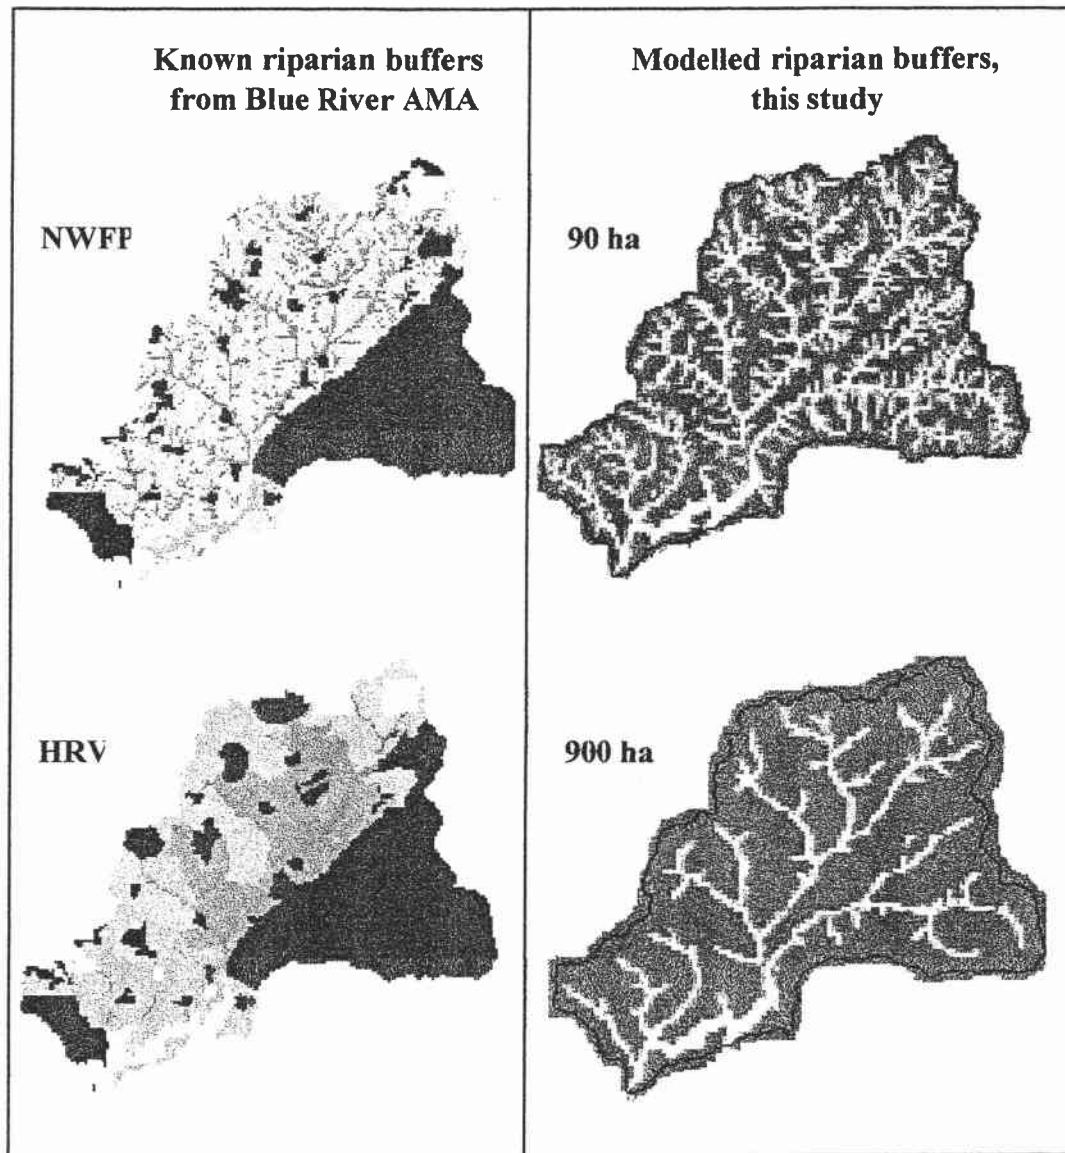 Known riparian buffers
from Blue River AMA
Modelled riparian buffers,
this study
NWFP
90 ha
HRV
900 ha